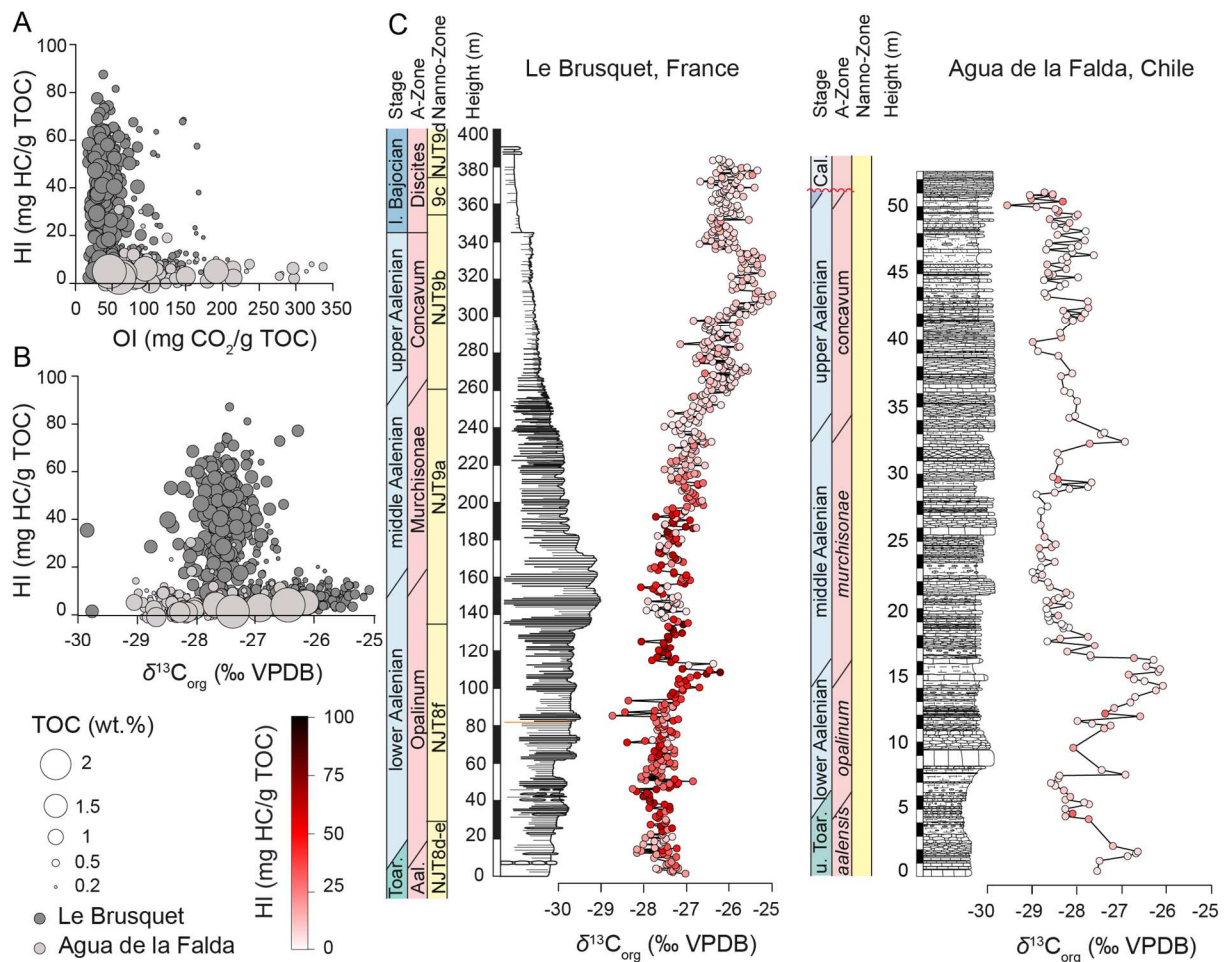 A
100
80
60
40
20
0
HI (mg HC/g TOC)
0 50 100 150 200 250 300 350
OI (mg CO₂/g TOC)
B
100
80
60
40
20
0
HI (mg HC/g TOC)
-30 -29 -28 -27 -26 -25
δ¹³C_org (‰ VPDB)
TOC (wt.%)
2
1.5
1
0.5
0.2
Le Brusquet
Agua de la Falda
HI (mg HC/g TOC)
100
75
50
25
0
C
Stage
A-Zone
Nanno-Zone
Height (m)
Le Brusquet, France
l. Bajocian
upper Aalenian
middle Aalenian
lower Aalenian
Toar.
Discites
Concavum
Murchisonae
Opalinum
Aal.
NJT9d
9c
NJT9b
NJT9a
NJT8f
NJT8d-e
400
380
360
340
320
300
280
260
240
220
200
180
160
140
120
100
80
60
40
20
0
-30 -29 -28 -27 -26 -25
δ¹³C_org (‰ VPDB)
Stage
A-Zone
Nanno-Zone
Height (m)
Agua de la Falda, Chile
Cal.
upper Aalenian
middle Aalenian
lower Aalenian
u. Toar.
concavum
murchisonae
opalinum
aalensis
50
45
40
35
30
25
20
15
10
5
0
-30 -29 -28 -27 -26 -25
δ¹³C_org (‰ VPDB)